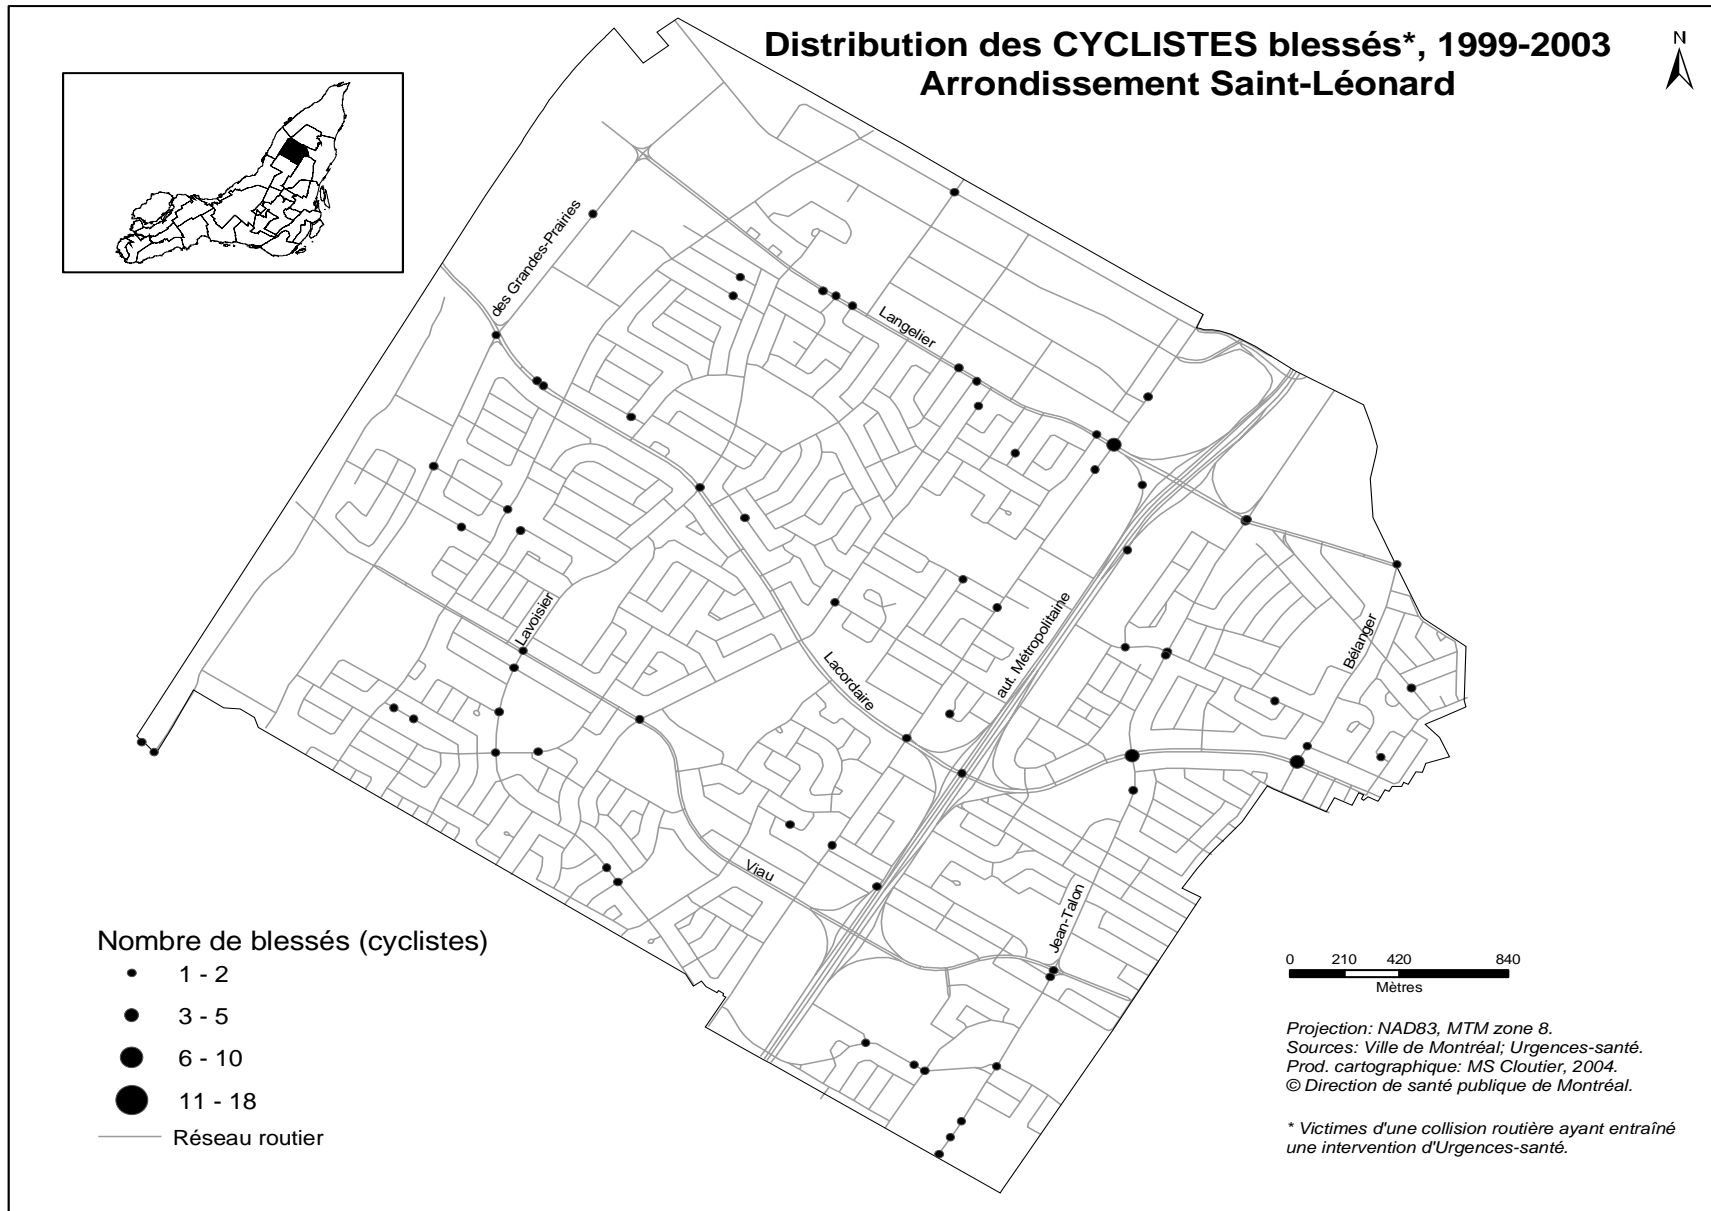 Distribution des CYCLISTES blessés*, 1999-2003
Arrondissement Saint-Léonard
N
des Grandes-Prairies
Langelier
Lavoisier
Lacordaire
aut. Métropolitaine
Bélanger
Viau
Jean-Talon
Nombre de blessés (cyclistes)
1 - 2
3 - 5
6 - 10
11 - 18
Réseau routier
0 210 420 840
Mètres
Projection: NAD83, MTM zone 8.
Sources: Ville de Montréal; Urgences-santé.
Prod. cartographique: MS Cloutier, 2004.
© Direction de santé publique de Montréal.
* Victimes d'une collision routière ayant entraîné
une intervention d'Urgences-santé.